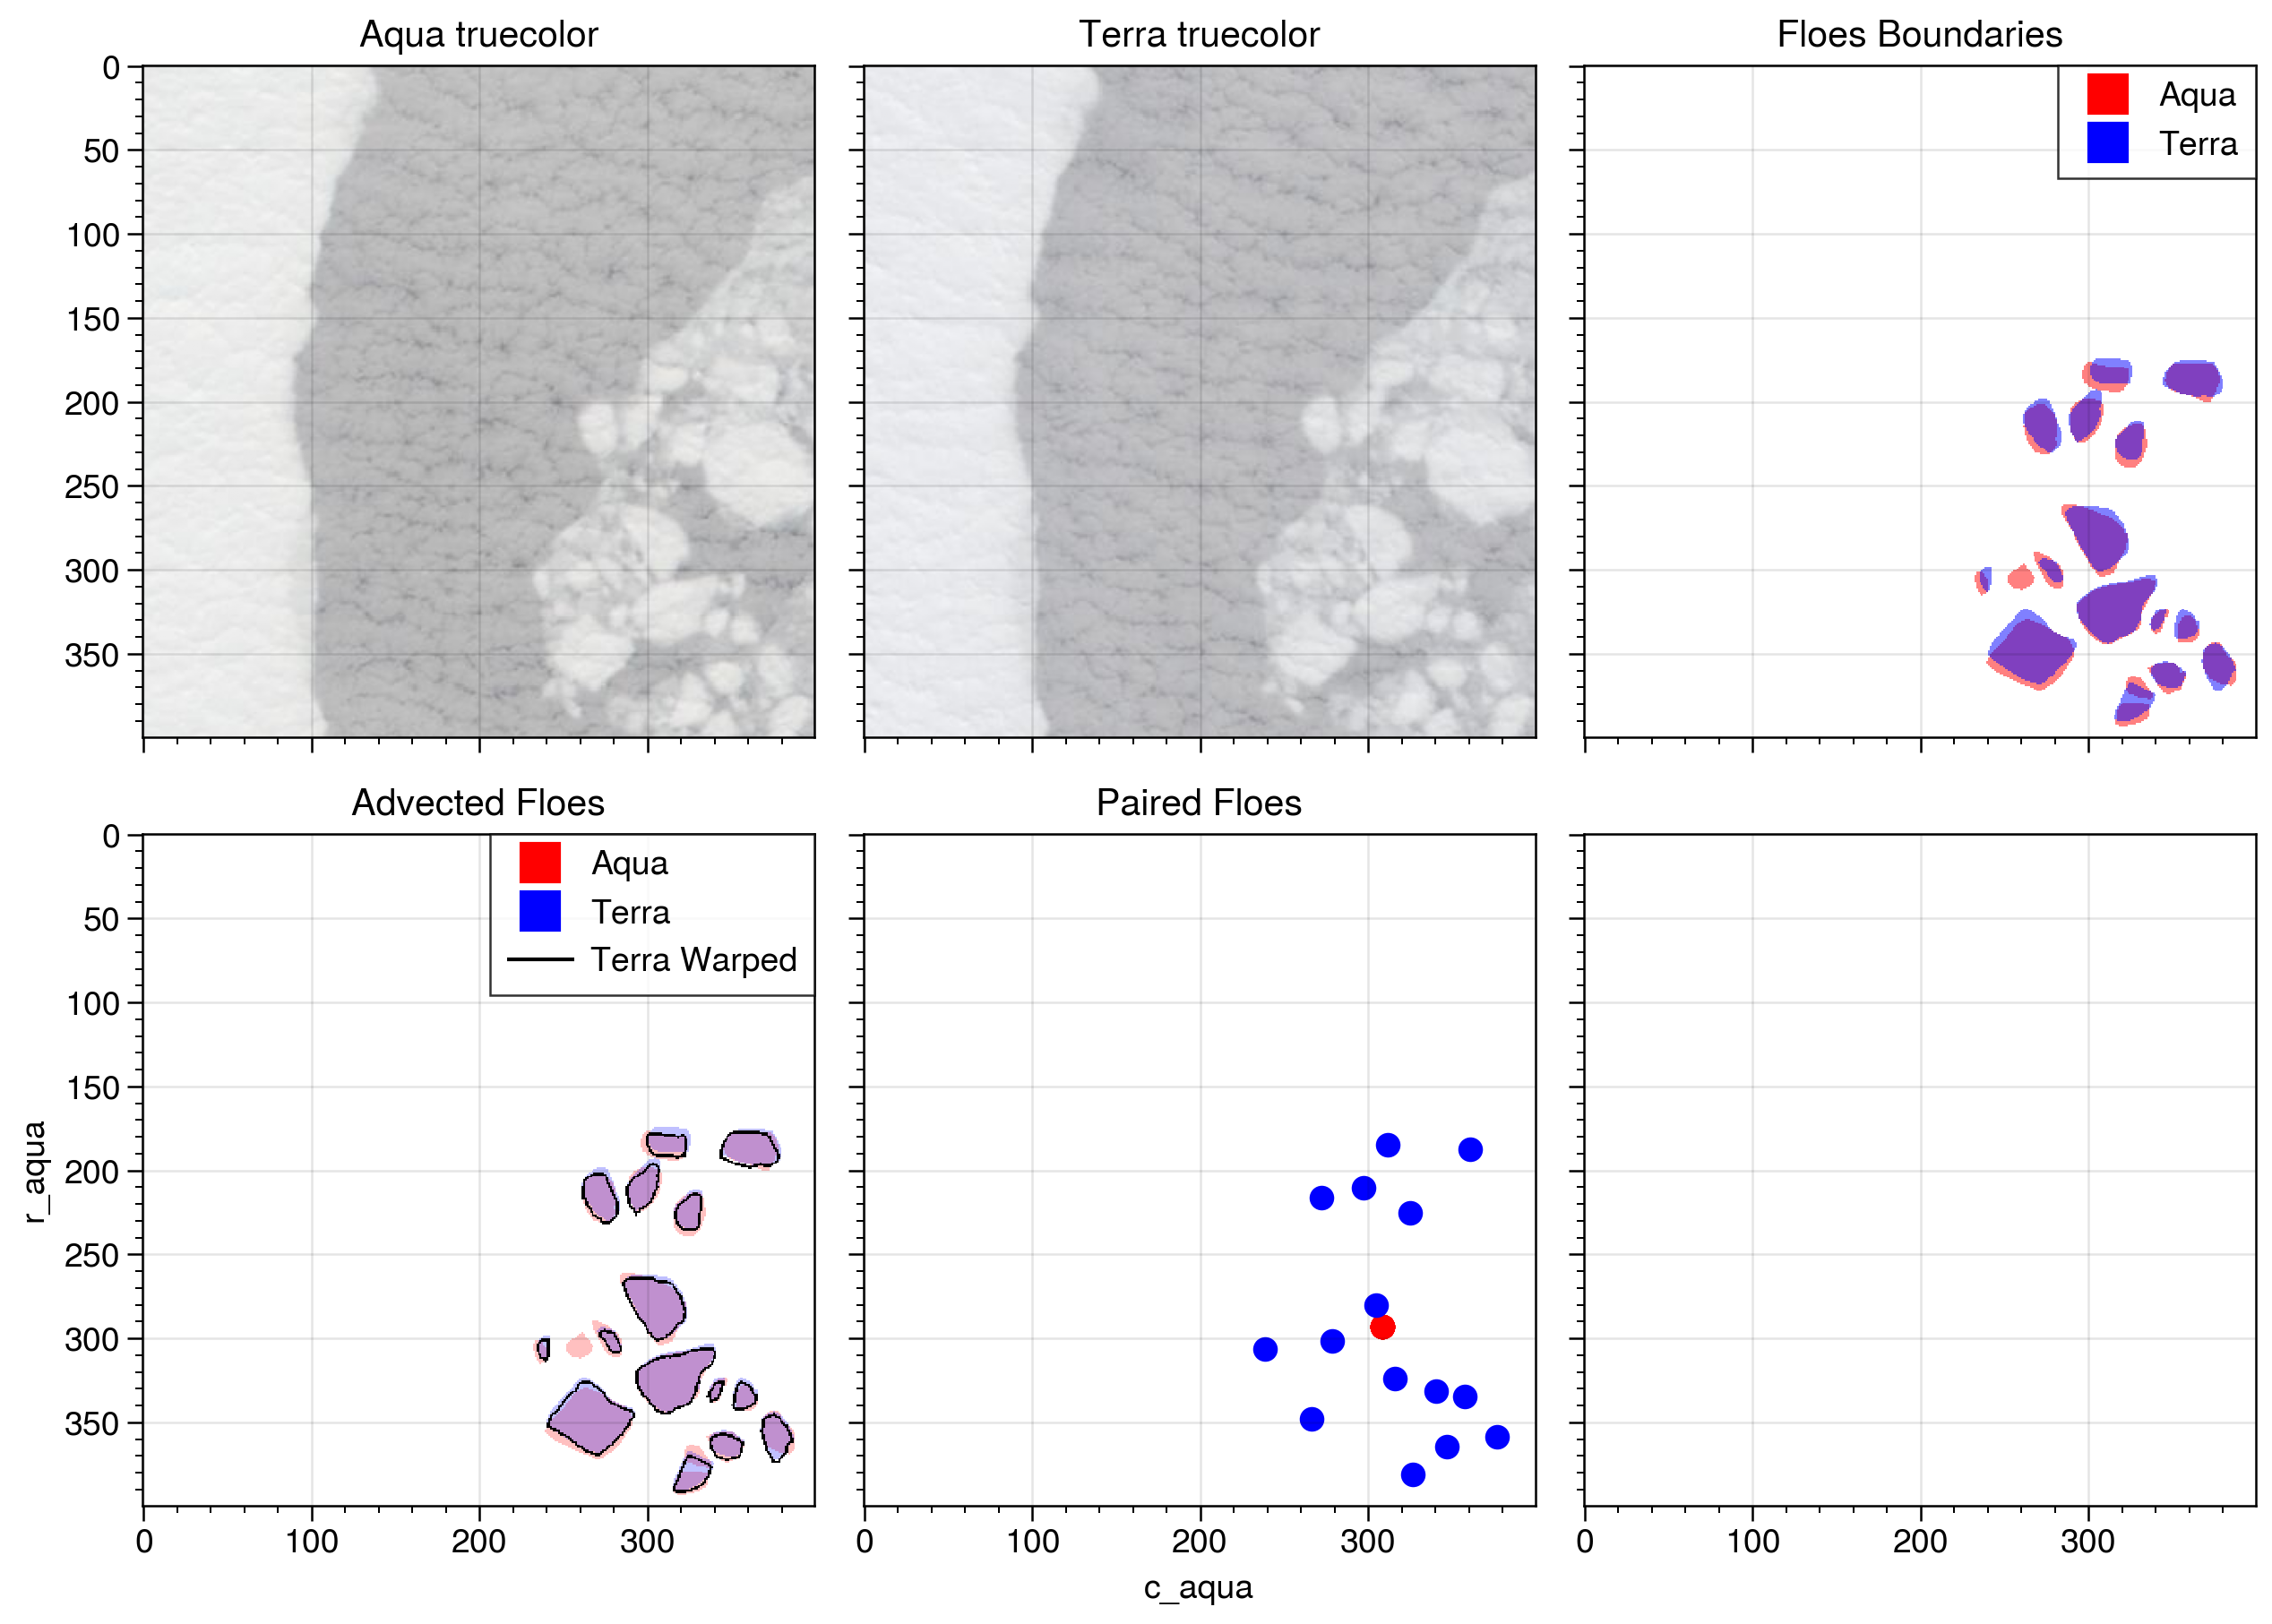 Aqua truecolor
Terra truecolor
Floes Boundaries
0
50
100
150
200
250
300
350
Aqua
Terra
Advected Floes
Paired Floes
r_aqua
0
50
100
150
200
250
300
350
Aqua
Terra
Terra Warped
0 100 200 300
0 100 200 300
0 100 200 300
c_aqua